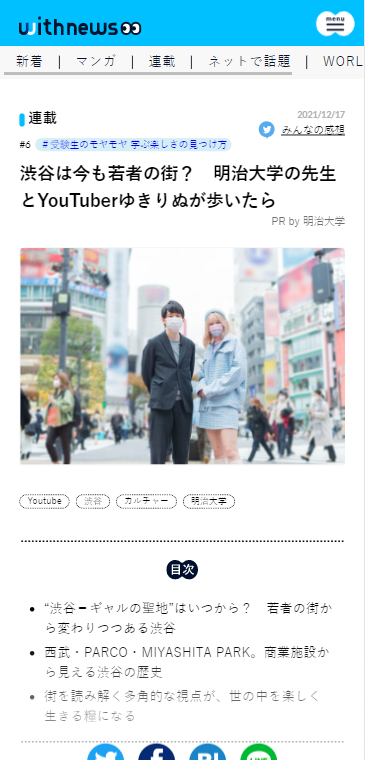 withnews
menu
新着 | マンガ | 連載 | ネットで話題 | WORL
連載
2021/12/17
みんなの感想
#6 #受験生のモヤモヤ 学ぶ楽しさの見つけ方
渋谷は今も若者の街？　明治大学の先生
とYouTuberゆきりぬが歩いたら
PR by 明治大学
Youtube 渋谷 カルチャー 明治大学
目次
“渋谷＝ギャルの聖地”はいつから？　若者の街か
ら変わりつつある渋谷
西武・PARCO・MIYASHITA PARK。商業施設か
ら見える渋谷の歴史
街を読み解く多角的な視点が、世の中を楽しく
生きる糧になる
B!
LINE